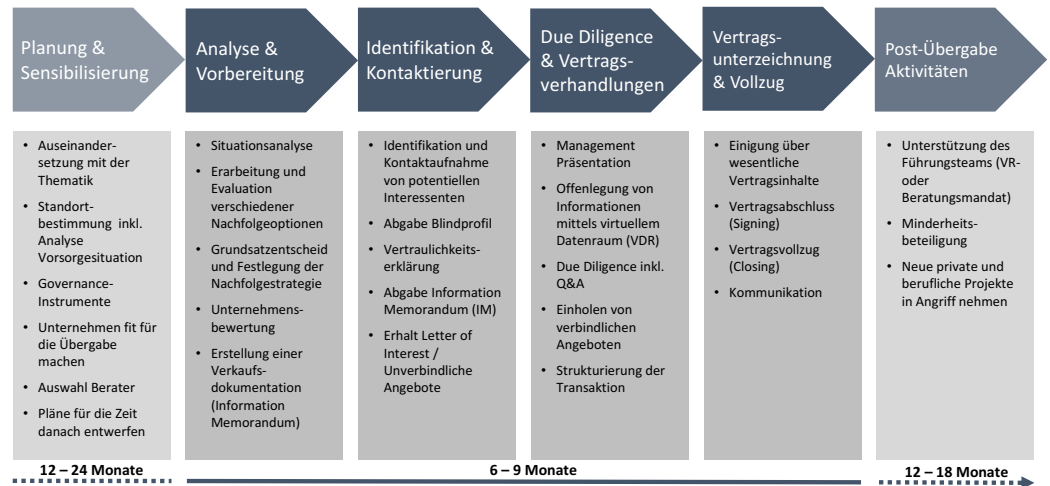 Planung &
Sensibilisierung
Analyse &
Vorbereitung
Identifikation &
Kontaktierung
Due Diligence
& Vertrags-
verhandlungen
Vertrags-
unterzeichnung
& Vollzug
Post-Übergabe
Aktivitäten
• Auseinander-
setzung mit der
Thematik
• Standort-
bestimmung inkl.
Analyse
Vorsorgesituation
• Governance-
Instrumente
• Unternehmen fit für
die Übergabe
machen
• Auswahl Berater
• Pläne für die Zeit
danach entwerfen
• Situationsanalyse
• Erarbeitung und
Evaluation
verschiedener
Nachfolgeoptionen
• Grundsatzentscheid
und Festlegung der
Nachfolgestrategie
• Unternehmens-
bewertung
• Erstellung einer
Verkaufs-
dokumentation
(Information
Memorandum)
• Identifikation und
Kontaktaufnahme
von potentiellen
Interessenten
• Abgabe Blindprofil
• Vertraulichkeits-
erklärung
• Abgabe Information
Memorandum (IM)
• Erhalt Letter of
Interest /
Unverbindliche
Angebote
• Management
Präsentation
• Offenlegung von
Informationen
mittels virtuellem
Datenraum (VDR)
• Due Diligence inkl.
Q&A
• Einholen von
verbindlichen
Angeboten
• Strukturierung der
Transaktion
• Einigung über
wesentliche
Vertragsinhalte
• Vertragsabschluss
(Signing)
• Vertragsvollzug
(Closing)
• Kommunikation
• Unterstützung des
Führungsteams (VR-
oder
Beratungsmandat)
• Minderheits-
beteiligung
• Neue private und
berufliche Projekte
in Angriff nehmen
12 – 24 Monate
6 – 9 Monate
12 – 18 Monate